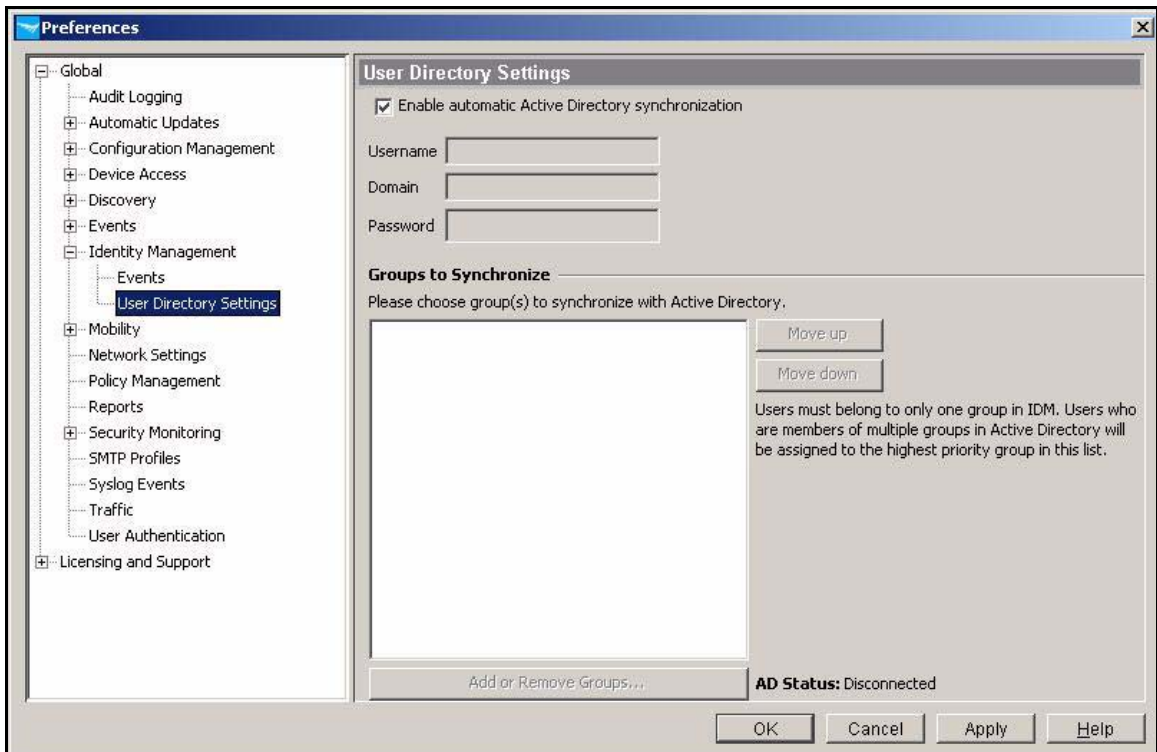 Preferences
Global
Audit Logging
Automatic Updates
Configuration Management
Device Access
Discovery
Events
Identity Management
Events
User Directory Settings
Mobility
Network Settings
Policy Management
Reports
Security Monitoring
SMTP Profiles
Syslog Events
Traffic
User Authentication
Licensing and Support
User Directory Settings
Enable automatic Active Directory synchronization
Username
Domain
Password
Groups to Synchronize
Please choose group(s) to synchronize with Active Directory.
Move up
Move down
Users must belong to only one group in IDM. Users who
are members of multiple groups in Active Directory will
be assigned to the highest priority group in this list.
Add or Remove Groups...
AD Status: Disconnected
OK
Cancel
Apply
Help